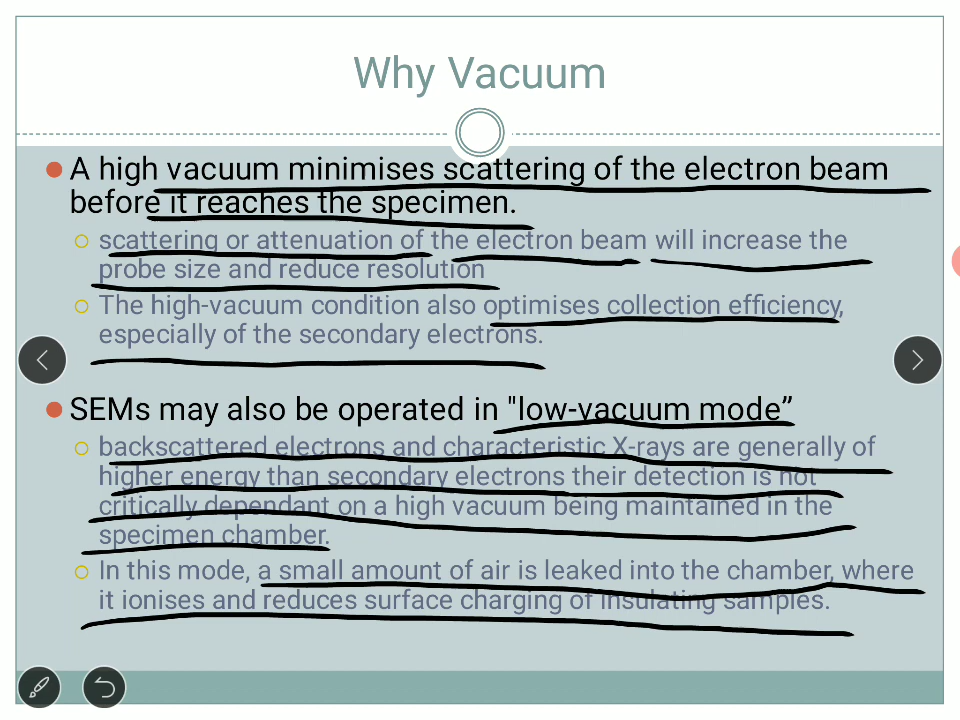 Why Vacuum
A high vacuum minimises scattering of the electron beam
before it reaches the specimen.
scattering or attenuation of the electron beam will increase the
probe size and reduce resolution
The high-vacuum condition also optimises collection efficiency,
especially of the secondary electrons.
SEMs may also be operated in "low-vacuum mode”
backscattered electrons and characteristic X-rays are generally of
higher energy than secondary electrons their detection is not
critically dependant on a high vacuum being maintained in the
specimen chamber.
In this mode, a small amount of air is leaked into the chamber, where
it ionises and reduces surface charging of insulating samples.